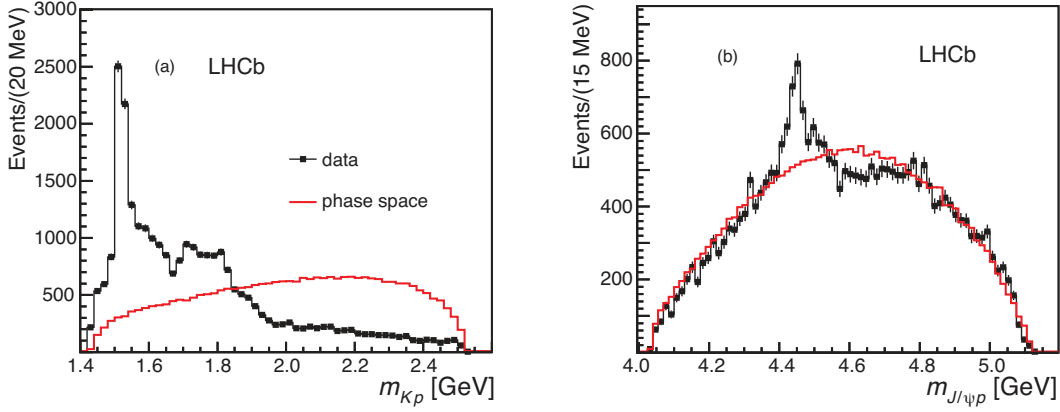 3000
2500
2000
1500
1000
500
Events/(20 MeV)
(a)
LHCb
data
phase space
1.4 1.6 1.8 2.0 2.2 2.4
m_Kp [GeV]
800
600
400
200
0
Events/(15 MeV)
(b)
LHCb
4.0 4.2 4.4 4.6 4.8 5.0
m_J/ψp [GeV]